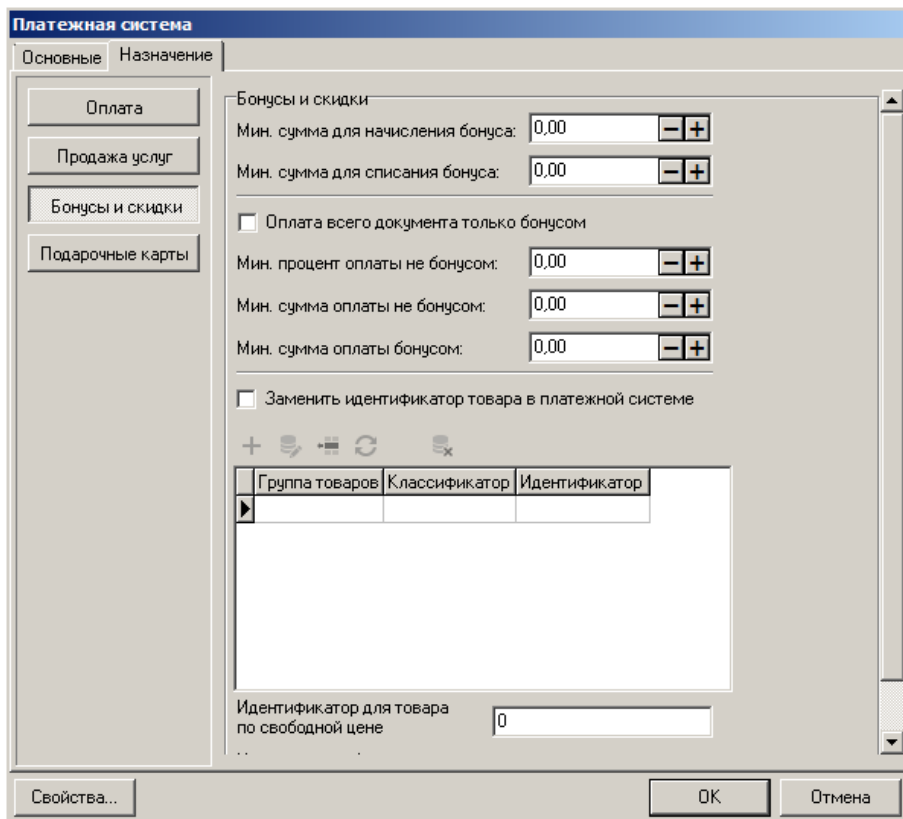 Платежная система
Основные Назначение
Оплата
Продажа услуг
Бонусы и скидки
Подарочные карты
Бонусы и скидки
Мин. сумма для начисления бонуса: 0,00
Мин. сумма для списания бонуса: 0,00
Оплата всего документа только бонусом
Мин. процент оплаты не бонусом: 0,00
Мин. сумма оплаты не бонусом: 0,00
Мин. сумма оплаты бонусом: 0,00
Заменить идентификатор товара в платежной системе
Группа товаров Классификатор Идентификатор
Идентификатор для товара
по свободной цене 0
Свойства... OK Отмена